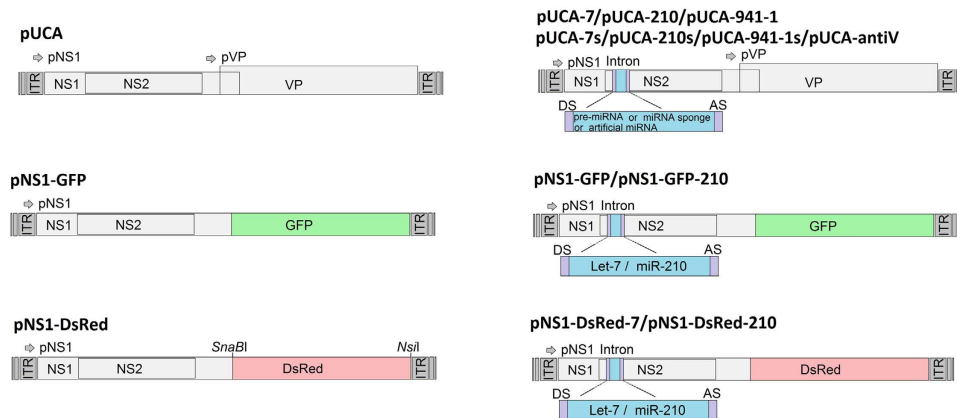 pUCA
pNS1
pVP
ITR
NS1
NS2
VP
ITR
pUCA-7/pUCA-210/pUCA-941-1
pUCA-7s/pUCA-210s/pUCA-941-1s/pUCA-antiV
pNS1 Intron
pVP
ITR
NS1
NS2
VP
ITR
DS
AS
pre-miRNA or miRNA sponge
or artificial miRNA
pNS1-GFP
pNS1
ITR
NS1
NS2
GFP
ITR
pNS1-GFP/pNS1-GFP-210
pNS1 Intron
ITR
NS1
NS2
GFP
ITR
DS
AS
Let-7 / miR-210
pNS1-DsRed
pNS1
SnaBI
NsiI
ITR
NS1
NS2
DsRed
ITR
pNS1-DsRed-7/pNS1-DsRed-210
pNS1 Intron
ITR
NS1
NS2
DsRed
ITR
DS
AS
Let-7 / miR-210